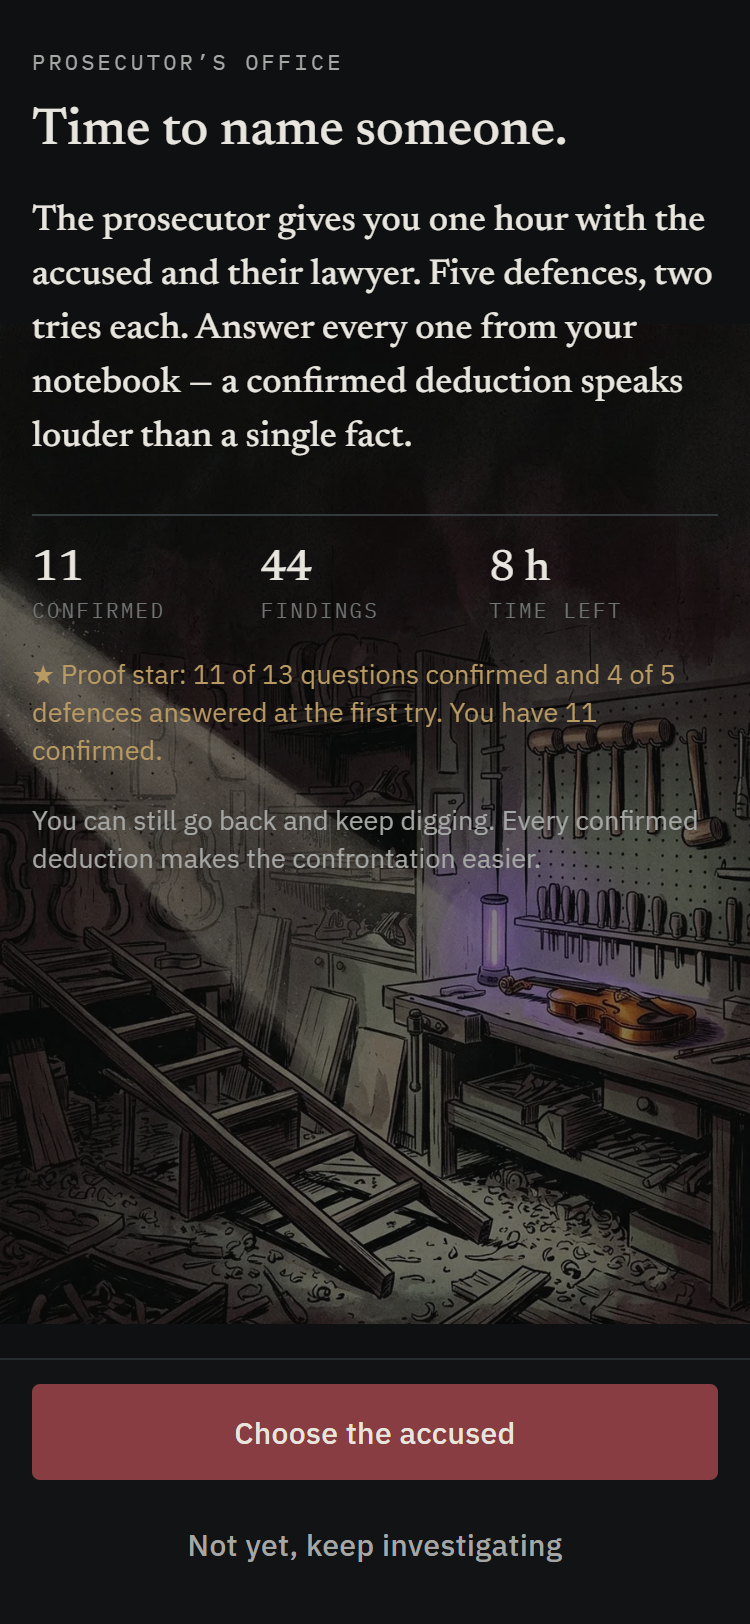 PROSECUTOR’S OFFICE
Time to name someone.
The prosecutor gives you one hour with the
accused and their lawyer. Five defences, two
tries each. Answer every one from your
notebook — a confirmed deduction speaks
louder than a single fact.
11 44 8 h
CONFIRMED FINDINGS TIME LEFT
★ Proof star: 11 of 13 questions confirmed and 4 of 5
defences answered at the first try. You have 11
confirmed.
You can still go back and keep digging. Every confirmed
deduction makes the confrontation easier.
Choose the accused
Not yet, keep investigating